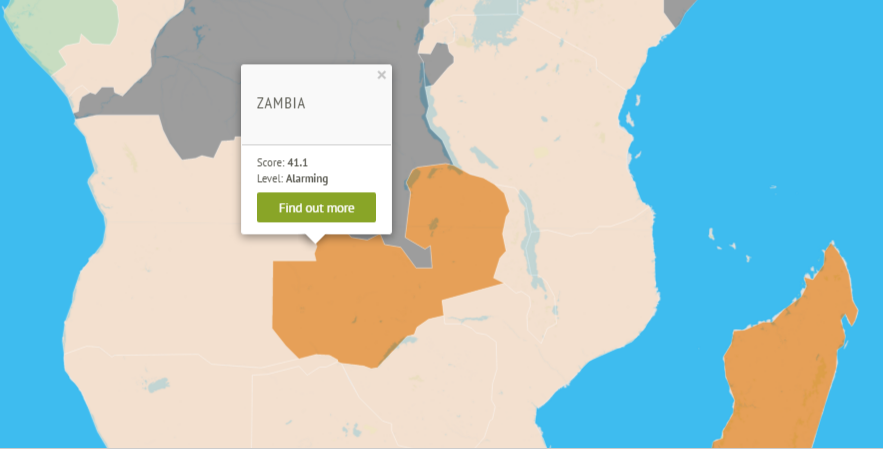 ×
ZAMBIA
Score: 41.1
Level: Alarming
Find out more